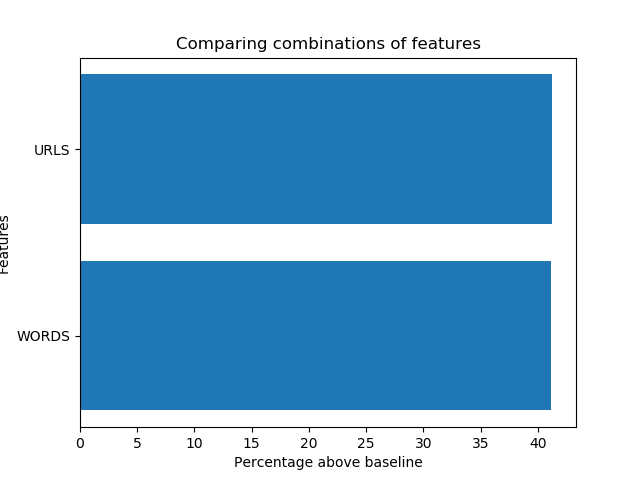 Comparing combinations of features
URLS
WORDS
Features
0 5 10 15 20 25 30 35 40
Percentage above baseline